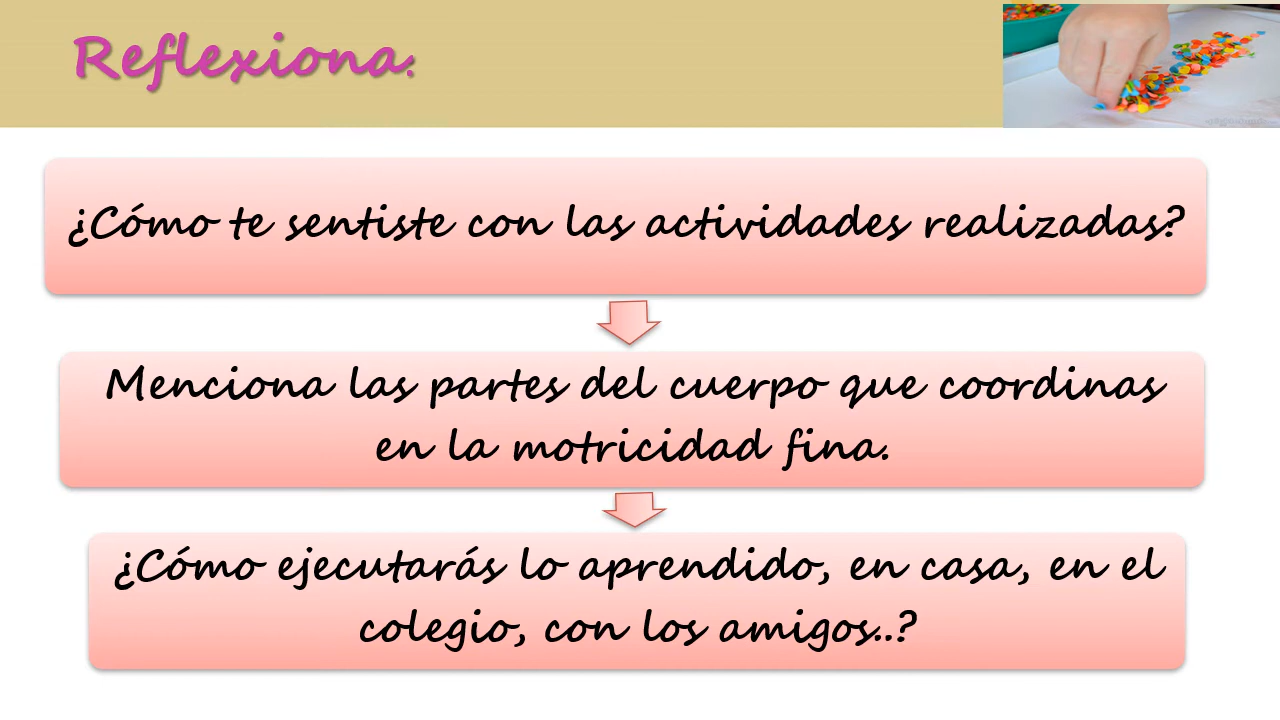 Reflexiona:
¿Cómo te sentiste con las actividades realizadas?
Menciona las partes del cuerpo que coordinas
en la motricidad fina.
¿Cómo ejecutarás lo aprendido, en casa, en el
colegio, con los amigos..?